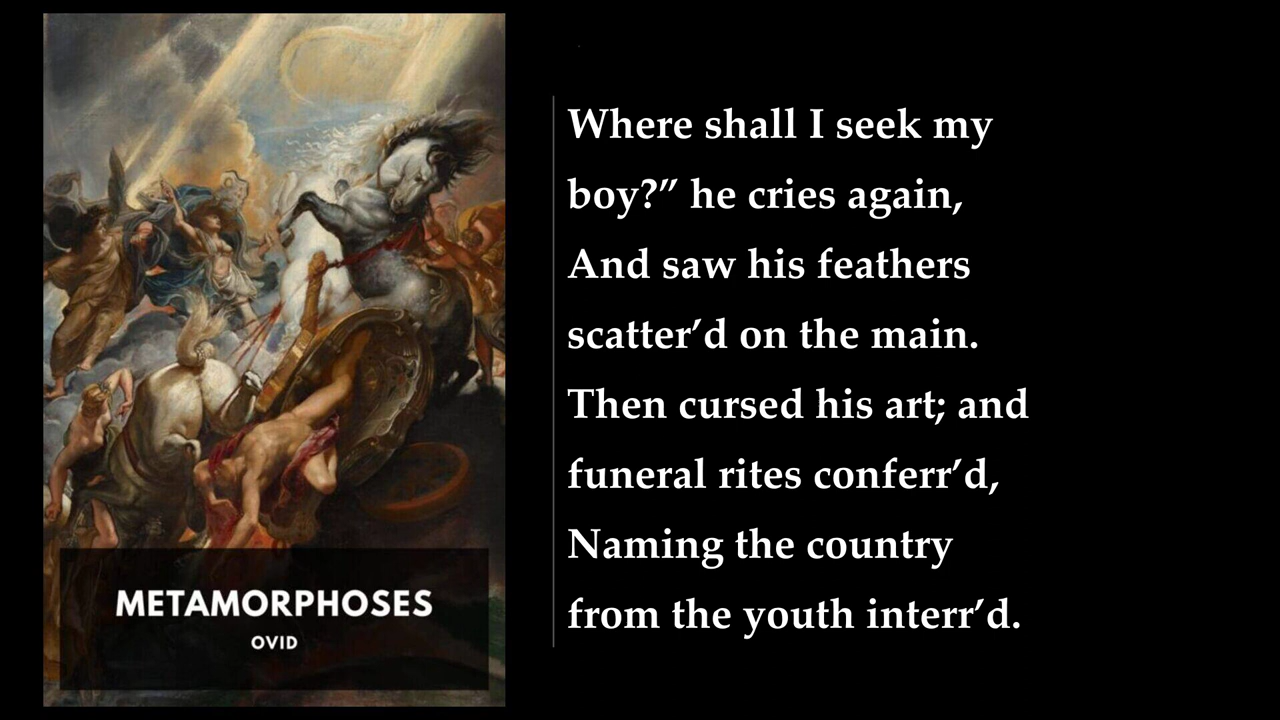 METAMORPHOSES
OVID
Where shall I seek my
boy?” he cries again,
And saw his feathers
scatter’d on the main.
Then cursed his art; and
funeral rites conferr’d,
Naming the country
from the youth interr’d.